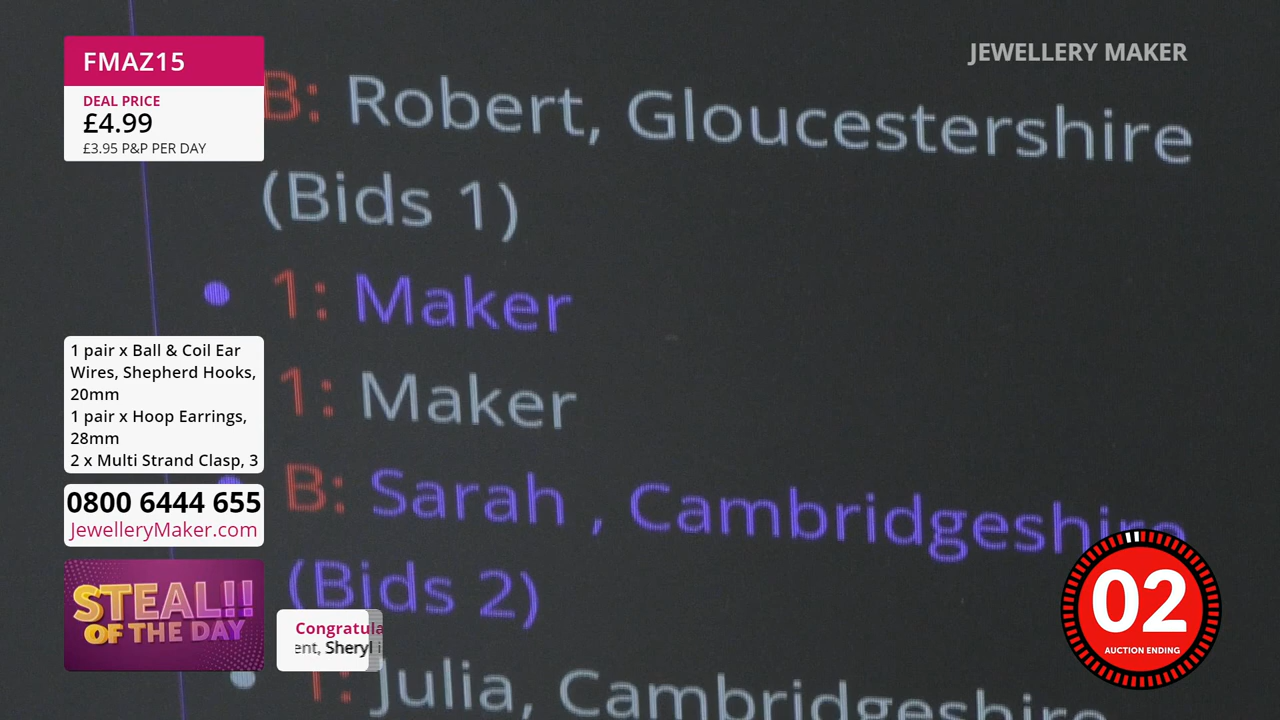 FMAZ15
DEAL PRICE
£4.99
£3.95 P&P PER DAY
JEWELLERY MAKER
B: Robert, Gloucestershire
(Bids 1)
1: Maker
1: Maker
B: Sarah , Cambridgeshire
(Bids 2)
1: Julia, Cambridgeshire
1 pair x Ball & Coil Ear
Wires, Shepherd Hooks,
20mm
1 pair x Hoop Earrings,
28mm
2 x Multi Strand Clasp, 3
0800 6444 655
JewelleryMaker.com
STEAL!!
OF THE DAY
Congratula
ent, Sheryl i
02
AUCTION ENDING